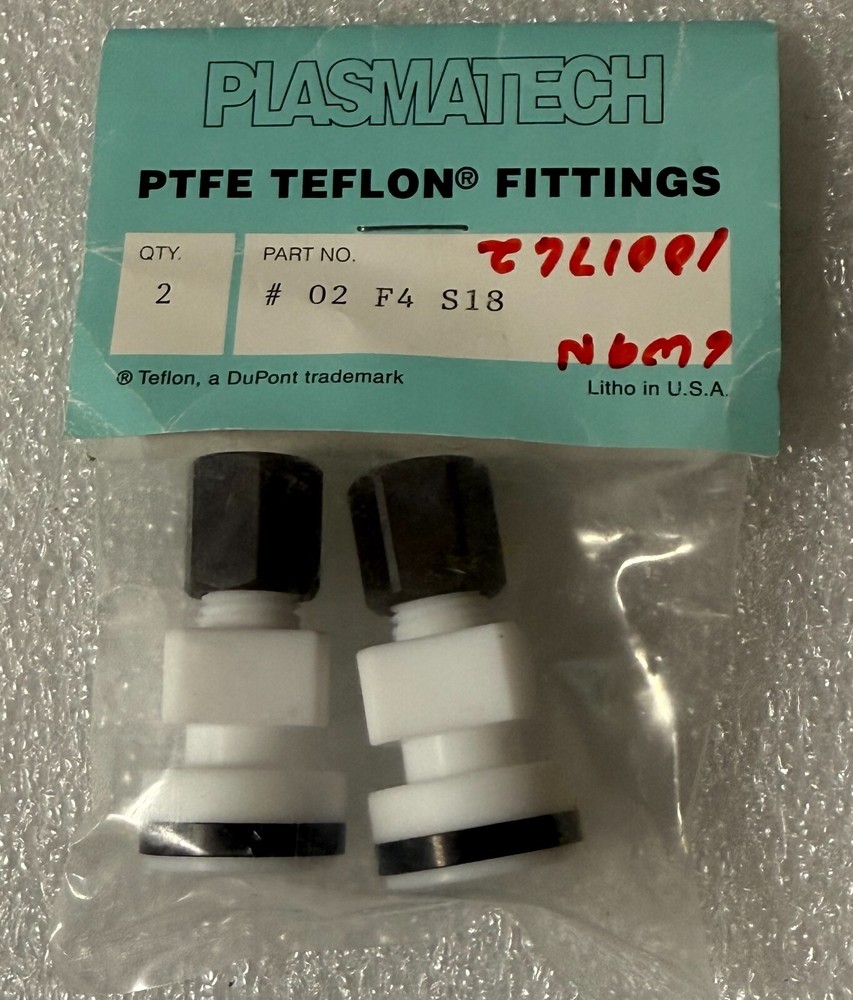 PLASMATECH
PTFE TEFLON® FITTINGS
QTY. PART NO.
2 # 02 F4 S18
® Teflon, a DuPont trademark
Litho in U.S.A.